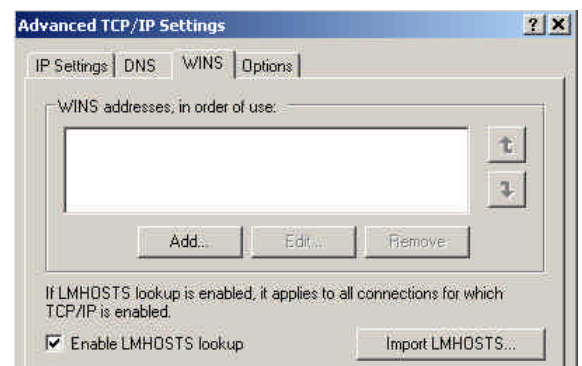 Advanced TCP/IP Settings
IP Settings DNS WINS Options
WINS addresses, in order of use:
Add... Edit... Remove
If LMHOSTS lookup is enabled, it applies to all connections for which
TCP/IP is enabled.
Enable LMHOSTS lookup Import LMHOSTS...